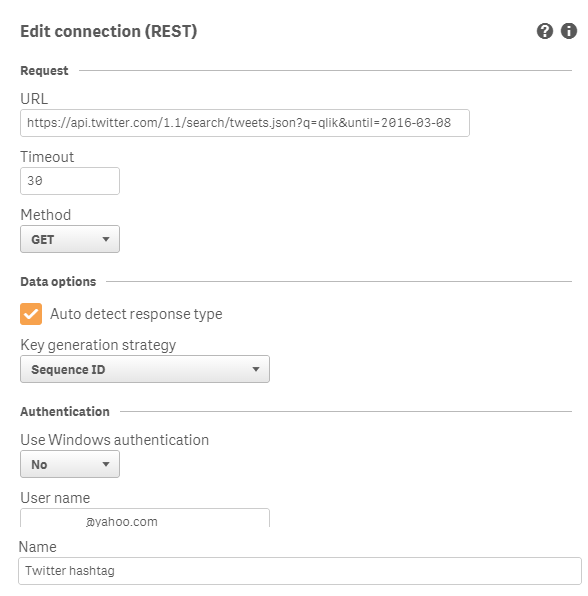 Edit connection (REST)
Request
URL
https://api.twitter.com/1.1/search/tweets.json?q=qlik&until=2016-03-08
Timeout
30
Method
GET
Data options
Auto detect response type
Key generation strategy
Sequence ID
Authentication
Use Windows authentication
No
User name
@yahoo.com
Name
Twitter hashtag